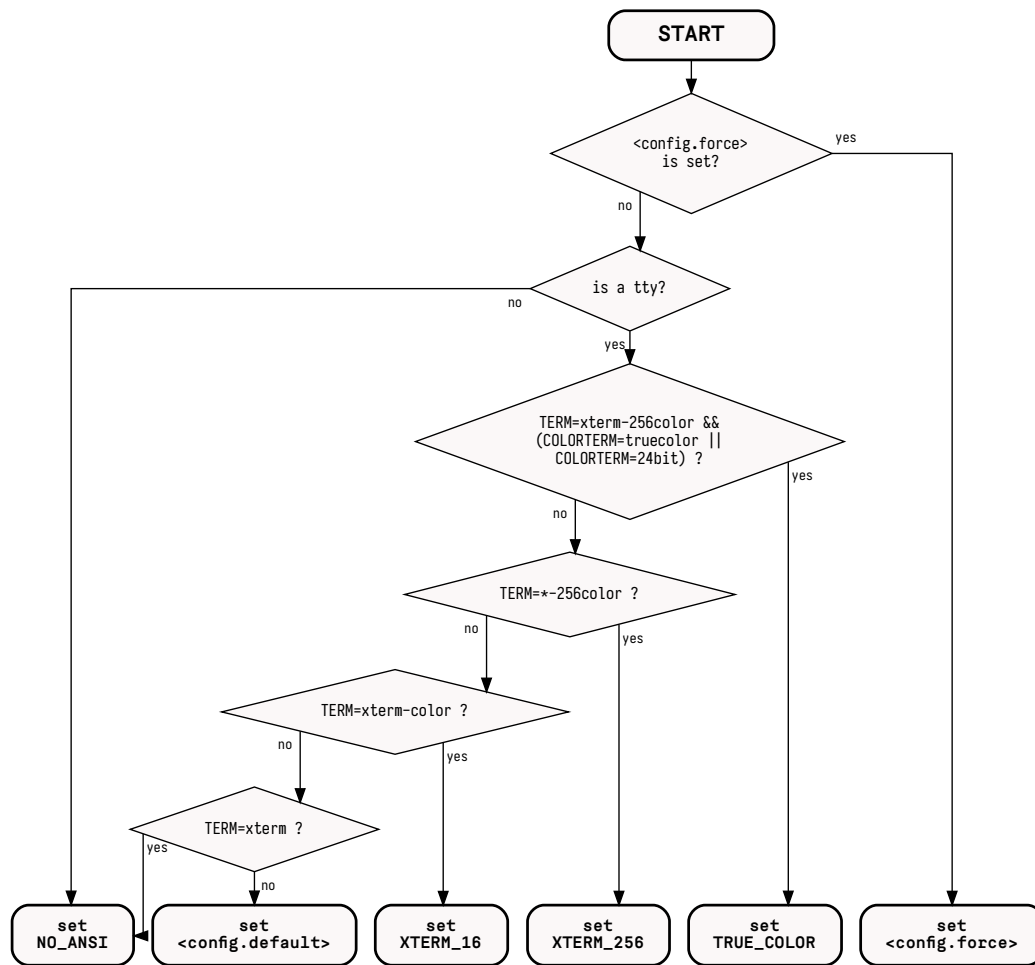 START
<config.force>
is set?
yes
no
is a tty?
no
yes
TERM=xterm-256color &&
(COLORTERM=truecolor ||
COLORTERM=24bit) ?
yes
no
TERM=*-256color ?
no
yes
TERM=xterm-color ?
no
yes
TERM=xterm ?
yes
no
set
NO_ANSI
set
<config.default>
set
XTERM_16
set
XTERM_256
set
TRUE_COLOR
set
<config.force>